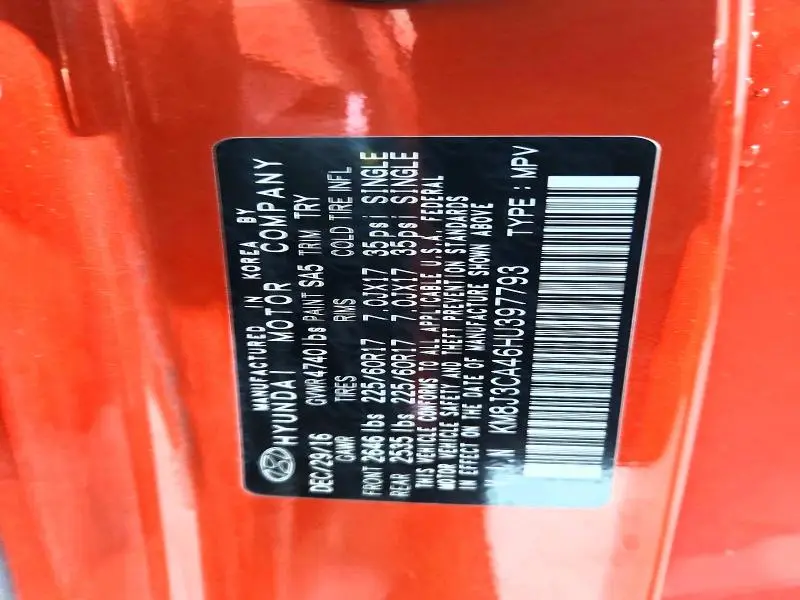 MANUFACTURED IN KOREA BY
HYUNDAI MOTOR COMPANY
DEC/29/16 GVWR 4740lbs PAINT SA5 TRIM TRY
GAWR TIRES RIMS COLD TIRE INFL
FRONT 2646 lbs 225/60R17 7.0JX17 35psi SINGLE
REAR 2535 lbs 225/60R17 7.0JX17 35psi SINGLE
THIS VEHICLE CONFORMS TO ALL APPLICABLE U.S.A. FEDERAL
MOTOR VEHICLE SAFETY AND THEFT PREVENTION STANDARDS
IN EFFECT ON DATE OF MANUFACTURE SHOWN ABOVE
V I N KM8J3CA46HU397793 TYPE : MPV